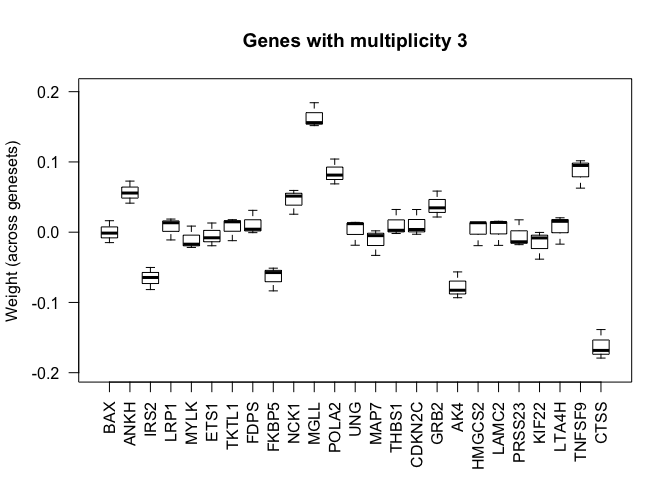 Genes with multiplicity 3
Weight (across genesets)
0.2
0.1
0.0
-0.1
-0.2
BAX
ANKH
IRS2
LRP1
MYLK
ETS1
TKTL1
FDPS
FKBP5
NCK1
MGLL
POLA2
UNG
MAP7
THBS1
CDKN2C
GRB2
AK4
HMGCS2
LAMC2
PRSS23
KIF22
LTA4H
TNFSF9
CTSS